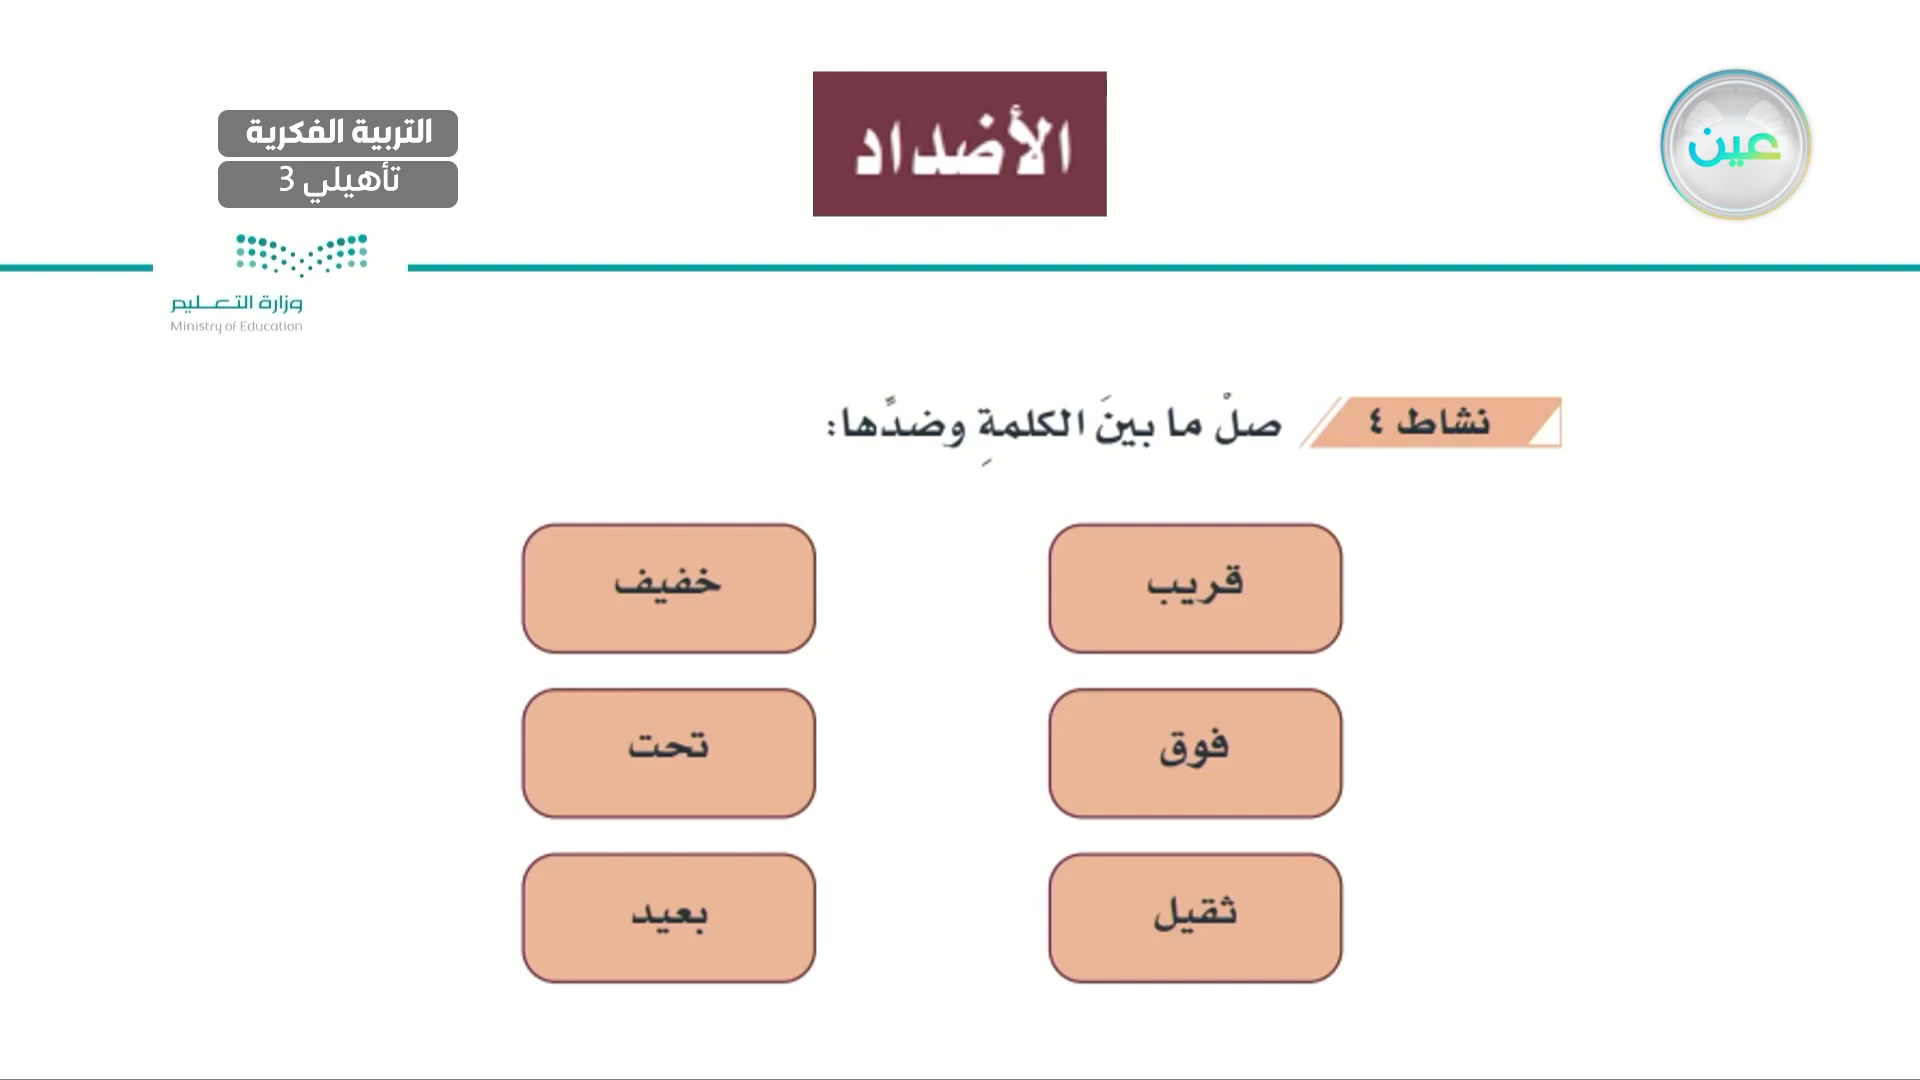 عين
الأضداد
التربية الفكرية
تأهيلي 3
وزارة التعليم
Ministry of Education
نشاط ٤ صلْ ما بينَ الكلمةِ وضدَّها:
قريب خفيف
فوق تحت
ثقيل بعيد